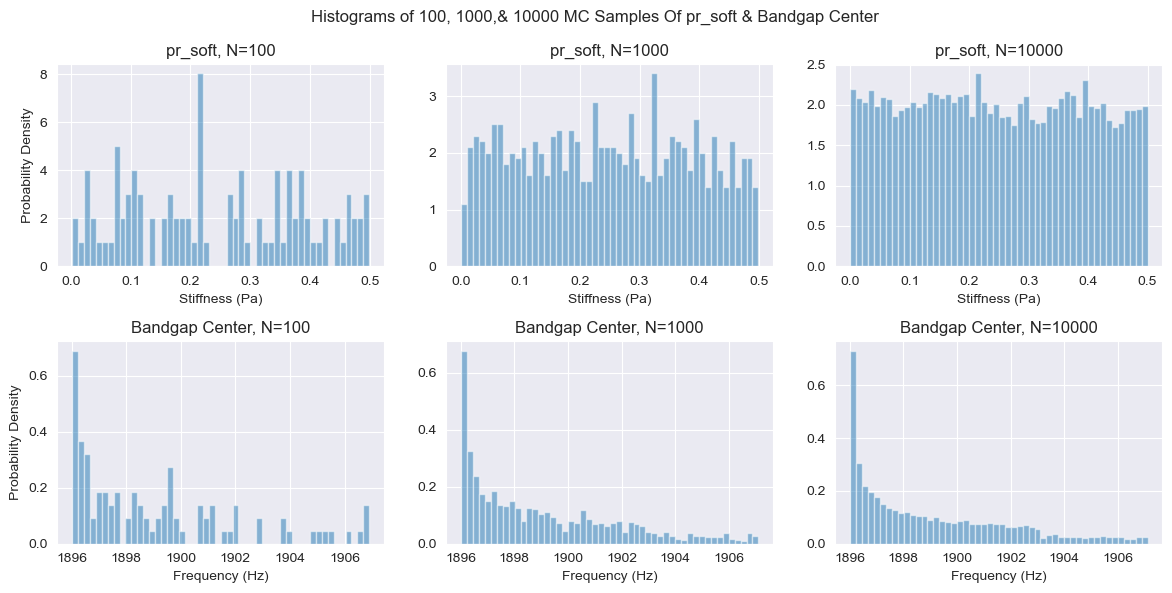 Histograms of 100, 1000,& 10000 MC Samples Of pr_soft & Bandgap Center
pr_soft, N=100
8
6
4
2
0
Probability Density
0.0 0.1 0.2 0.3 0.4 0.5
Stiffness (Pa)
pr_soft, N=1000
3
2
1
0
0.0 0.1 0.2 0.3 0.4 0.5
Stiffness (Pa)
pr_soft, N=10000
2.5
2.0
1.5
1.0
0.5
0.0
0.0 0.1 0.2 0.3 0.4 0.5
Stiffness (Pa)
Bandgap Center, N=100
0.6
0.4
0.2
0.0
Probability Density
1896 1898 1900 1902 1904 1906
Frequency (Hz)
Bandgap Center, N=1000
0.6
0.4
0.2
0.0
1896 1898 1900 1902 1904 1906
Frequency (Hz)
Bandgap Center, N=10000
0.6
0.4
0.2
0.0
1896 1898 1900 1902 1904 1906
Frequency (Hz)